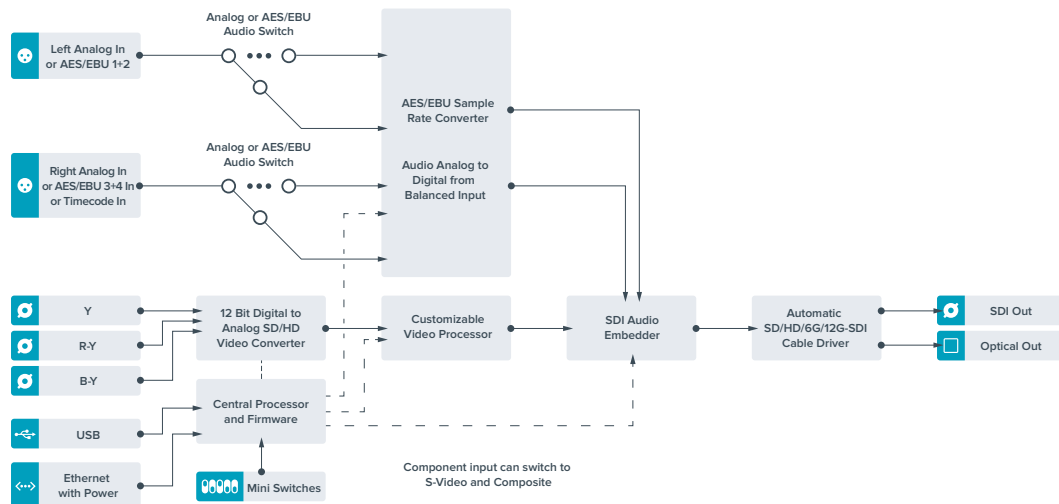 Analog or AES/EBU
Audio Switch
Left Analog In
or AES/EBU 1+2
AES/EBU Sample
Rate Converter
Analog or AES/EBU
Audio Switch
Right Analog In
or AES/EBU 3+4 In
or Timecode In
Audio Analog to
Digital from
Balanced Input
Y
R-Y
B-Y
12 Bit Digital to
Analog SD/HD
Video Converter
Customizable
Video Processor
SDI Audio
Embedder
Automatic
SD/HD/6G/12G-SDI
Cable Driver
SDI Out
Optical Out
Central Processor
and Firmware
USB
Ethernet
with Power
Mini Switches
Component input can switch to
S-Video and Composite